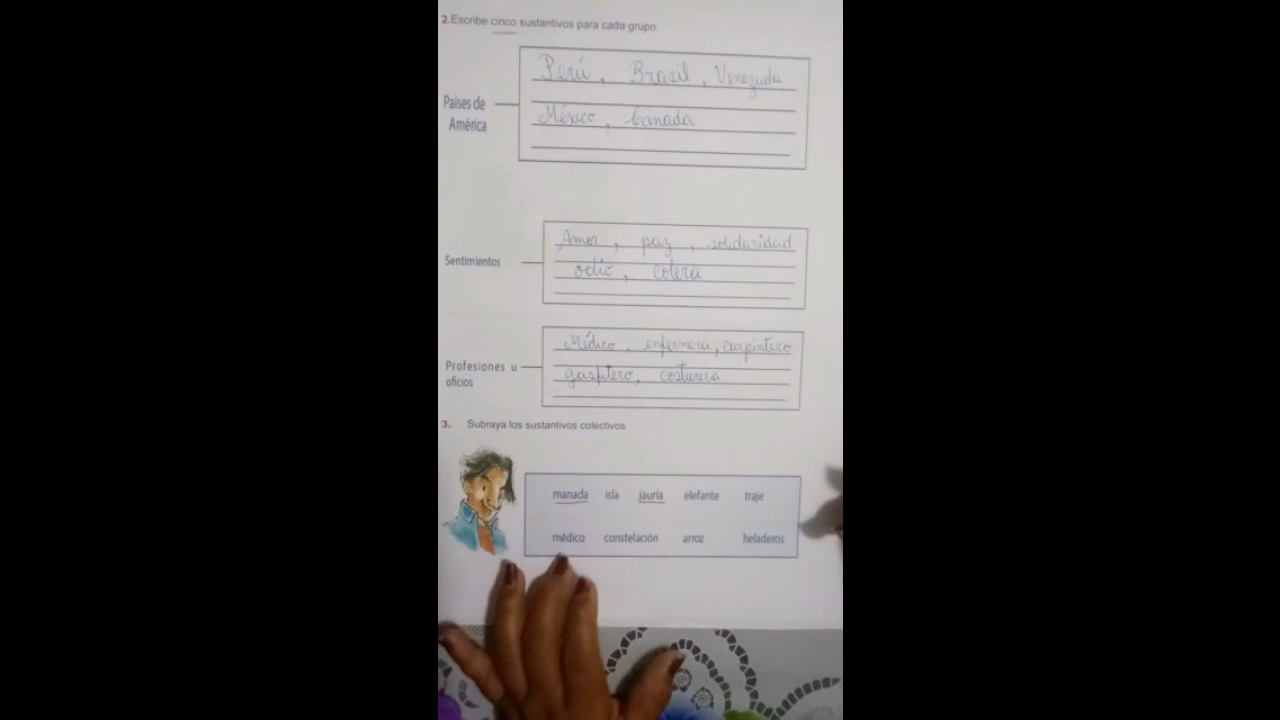 2.Escribe cinco sustantivos para cada grupo
Países de
América
Perú, Brasil, Venezuela
México, Canada
Sentimientos
Amor, paz, solidaridad
odio, colera
Profesiones u
oficios
Médico, enfermera, carpintero
gasfitero, costurera
3. Subraya los sustantivos colectivos
manada isla jauría elefante traje
médico constelación arroz heladeros